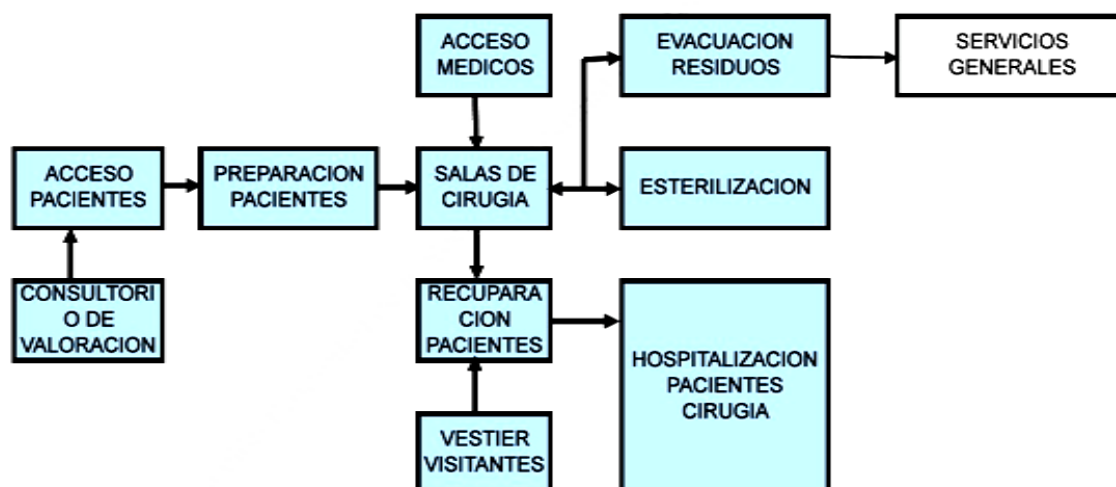 ACCESO
MEDICOS
EVACUACION
RESIDUOS
SERVICIOS
GENERALES
ACCESO
PACIENTES
PREPARACION
PACIENTES
SALAS DE
CIRUGIA
ESTERILIZACION
CONSULTORI
O DE
VALORACION
RECUPARA
CION
PACIENTES
HOSPITALIZACION
PACIENTES
CIRUGIA
VESTIER
VISITANTES